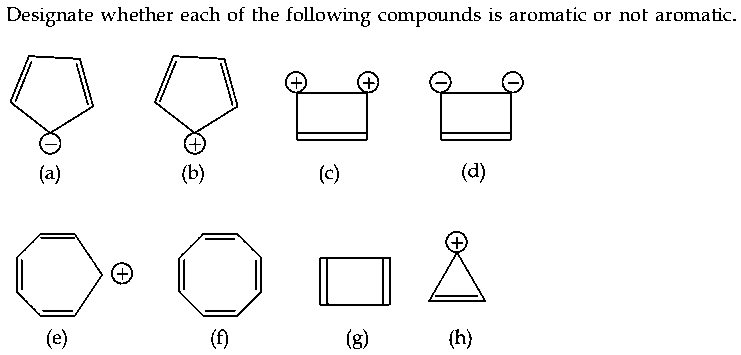 Designate whether each of the following compounds is aromatic or not aromatic.
− + + + − −
(a) (b) (c) (d)
+ +
(e) (f) (g) (h)